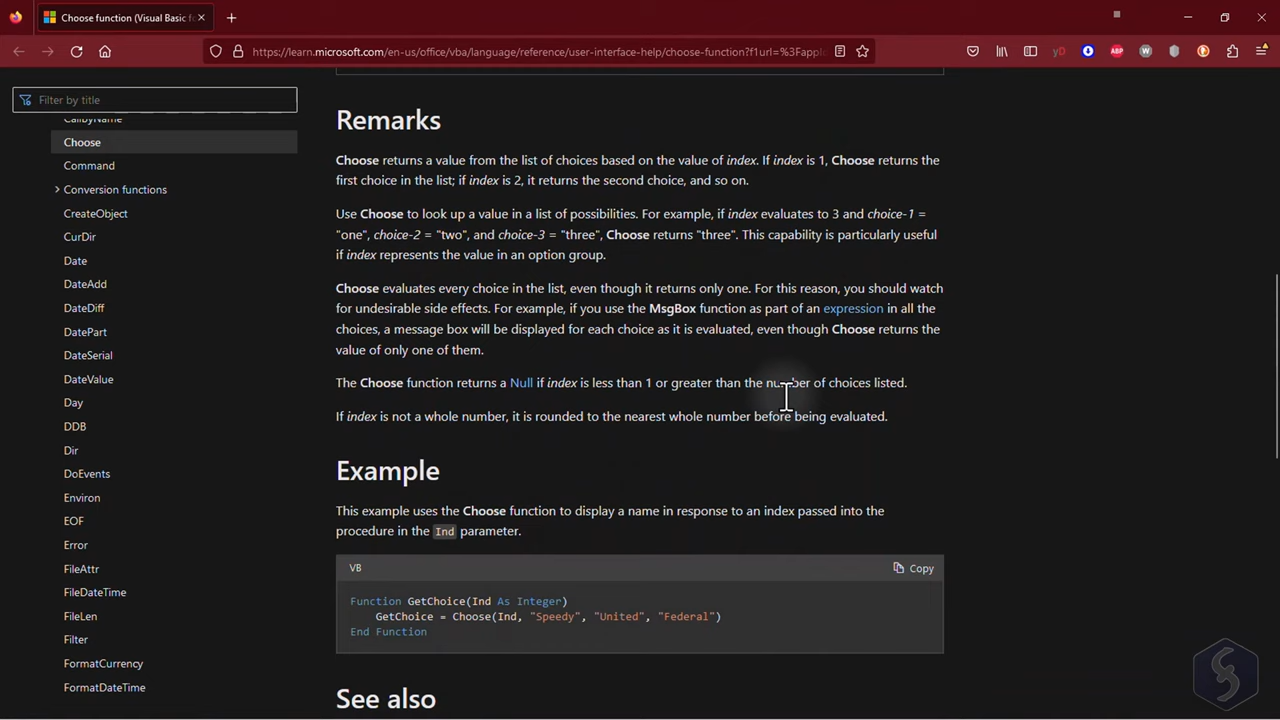 Choose function (Visual Basic f
https://learn.microsoft.com/en-us/office/vba/language/reference/user-interface-help/choose-function?f1url=%3Fapp
yD
ABP
W
Filter by title
CallByName
Choose
Command
Conversion functions
CreateObject
CurDir
Date
DateAdd
DateDiff
DatePart
DateSerial
DateValue
Day
DDB
Dir
DoEvents
Environ
EOF
Error
FileAttr
FileDateTime
FileLen
Filter
FormatCurrency
FormatDateTime
Remarks
Choose returns a value from the list of choices based on the value of index. If index is 1, Choose returns the
first choice in the list; if index is 2, it returns the second choice, and so on.
Use Choose to look up a value in a list of possibilities. For example, if index evaluates to 3 and choice-1 =
"one", choice-2 = "two", and choice-3 = "three", Choose returns "three". This capability is particularly useful
if index represents the value in an option group.
Choose evaluates every choice in the list, even though it returns only one. For this reason, you should watch
for undesirable side effects. For example, if you use the MsgBox function as part of an expression in all the
choices, a message box will be displayed for each choice as it is evaluated, even though Choose returns the
value of only one of them.
The Choose function returns a Null if index is less than 1 or greater than the number of choices listed.
If index is not a whole number, it is rounded to the nearest whole number before being evaluated.
Example
This example uses the Choose function to display a name in response to an index passed into the
procedure in the Ind parameter.
VB
Copy
Function GetChoice(Ind As Integer)
GetChoice = Choose(Ind, "Speedy", "United", "Federal")
End Function
See also